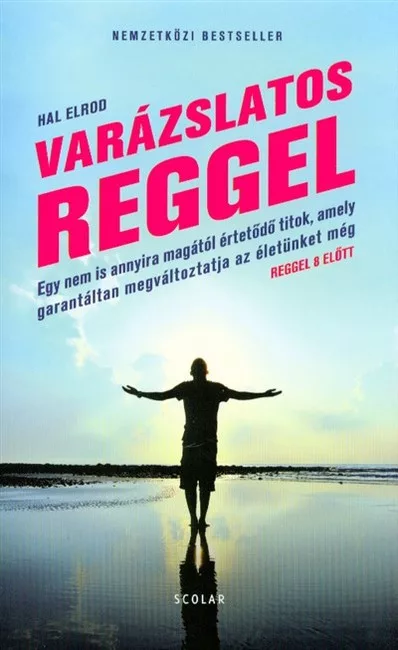 NEMZETKÖZI BESTSELLER
HAL ELROD
VARÁZSLATOS
REGGEL
Egy nem is annyira magától értetődő titok, amely
garantáltan megváltoztatja az életünket még
REGGEL 8 ELŐTT
SCOLAR